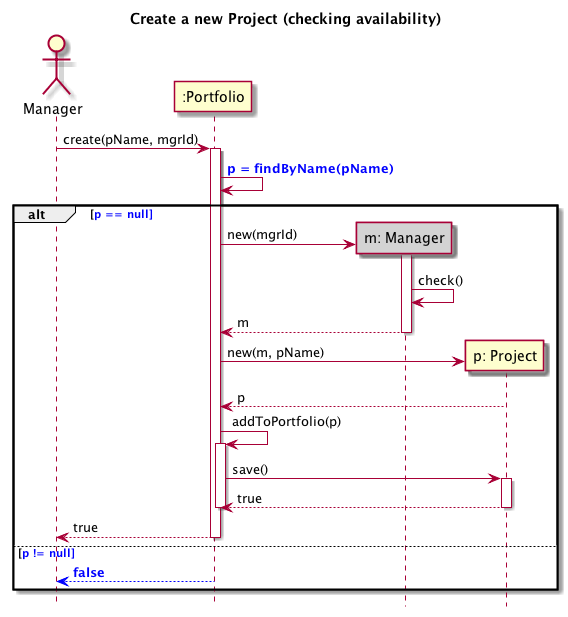 Create a new Project (checking availability)
Manager
:Portfolio
create(pName, mgrId)
p = findByName(pName)
alt
[p == null]
new(mgrId)
m: Manager
check()
m
new(m, pName)
p: Project
p
addToPortfolio(p)
save()
true
true
[p != null]
false